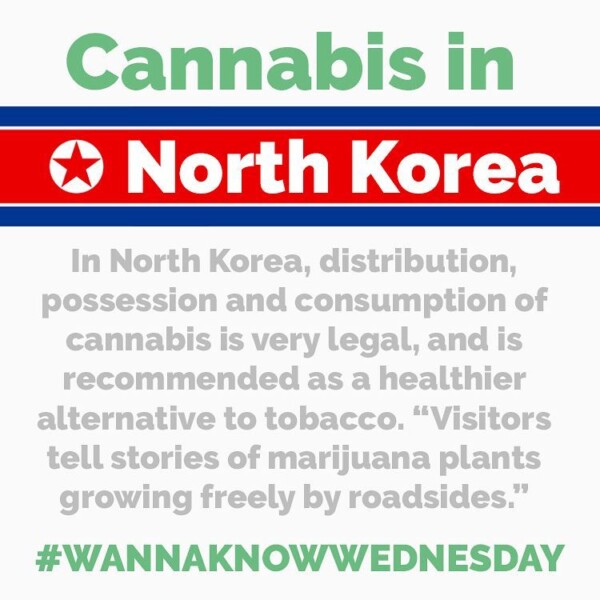 Cannabis in
North Korea
In North Korea, distribution,
possession and consumption of
cannabis is very legal, and is
recommended as a healthier
alternative to tobacco. “Visitors
tell stories of marijuana plants
growing freely by roadsides.”
#WANNAKNOWWEDNESDAY